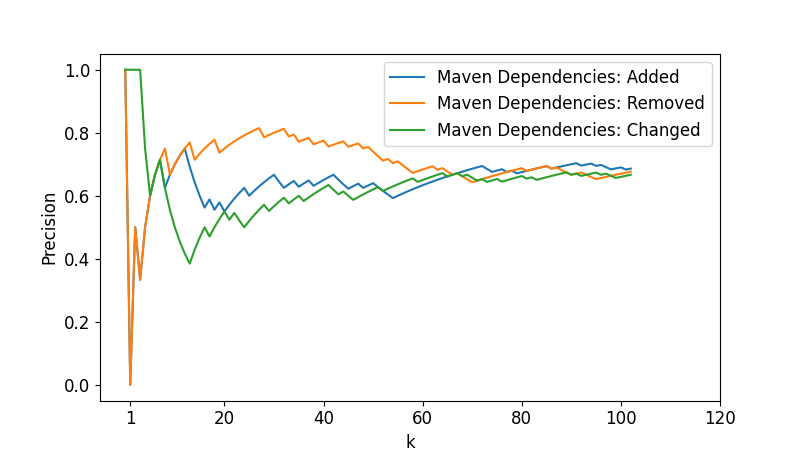 Maven Dependencies: Added
Maven Dependencies: Removed
Maven Dependencies: Changed
Precision
1.0
0.8
0.6
0.4
0.2
0.0
1 20 40 60 80 100 120
k